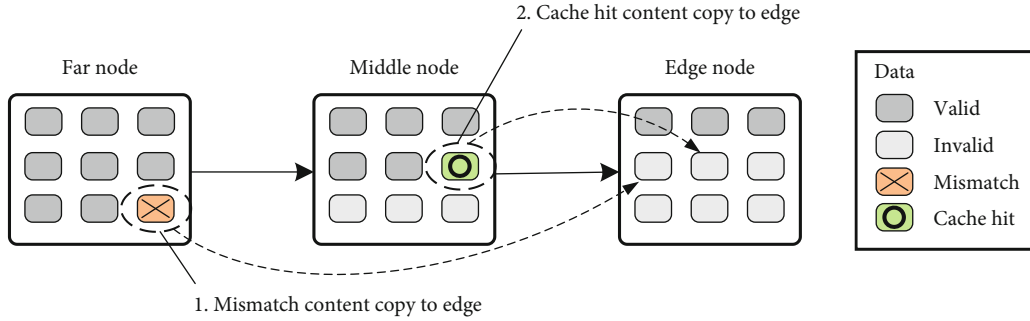 2. Cache hit content copy to edge
Far node
Middle node
Edge node
Data
Valid
Invalid
Mismatch
Cache hit
1. Mismatch content copy to edge